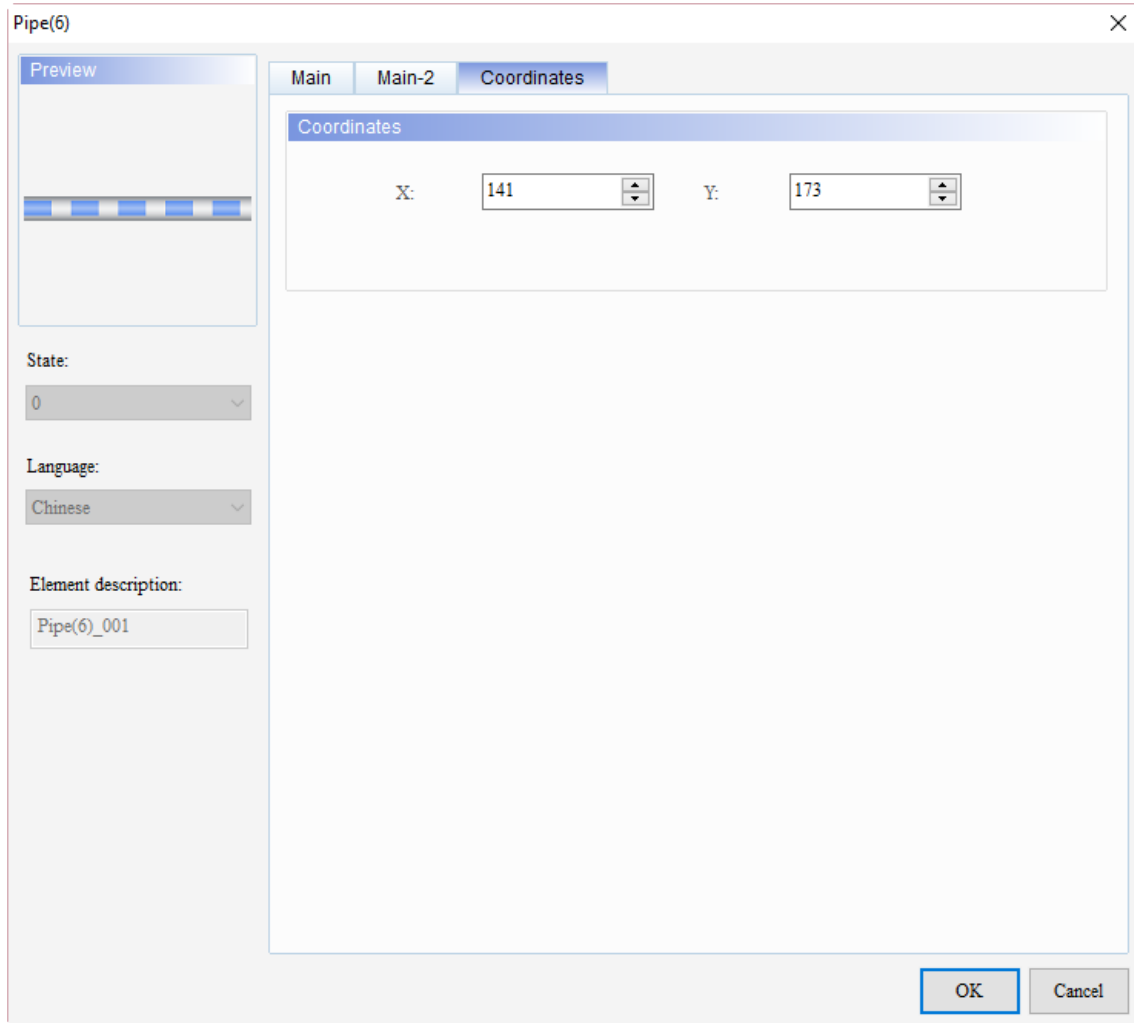 Pipe(6)
Preview
Main Main-2 Coordinates
Coordinates
X: 141 Y: 173
State:
0
Language:
Chinese
Element description:
Pipe(6)_001
OK Cancel